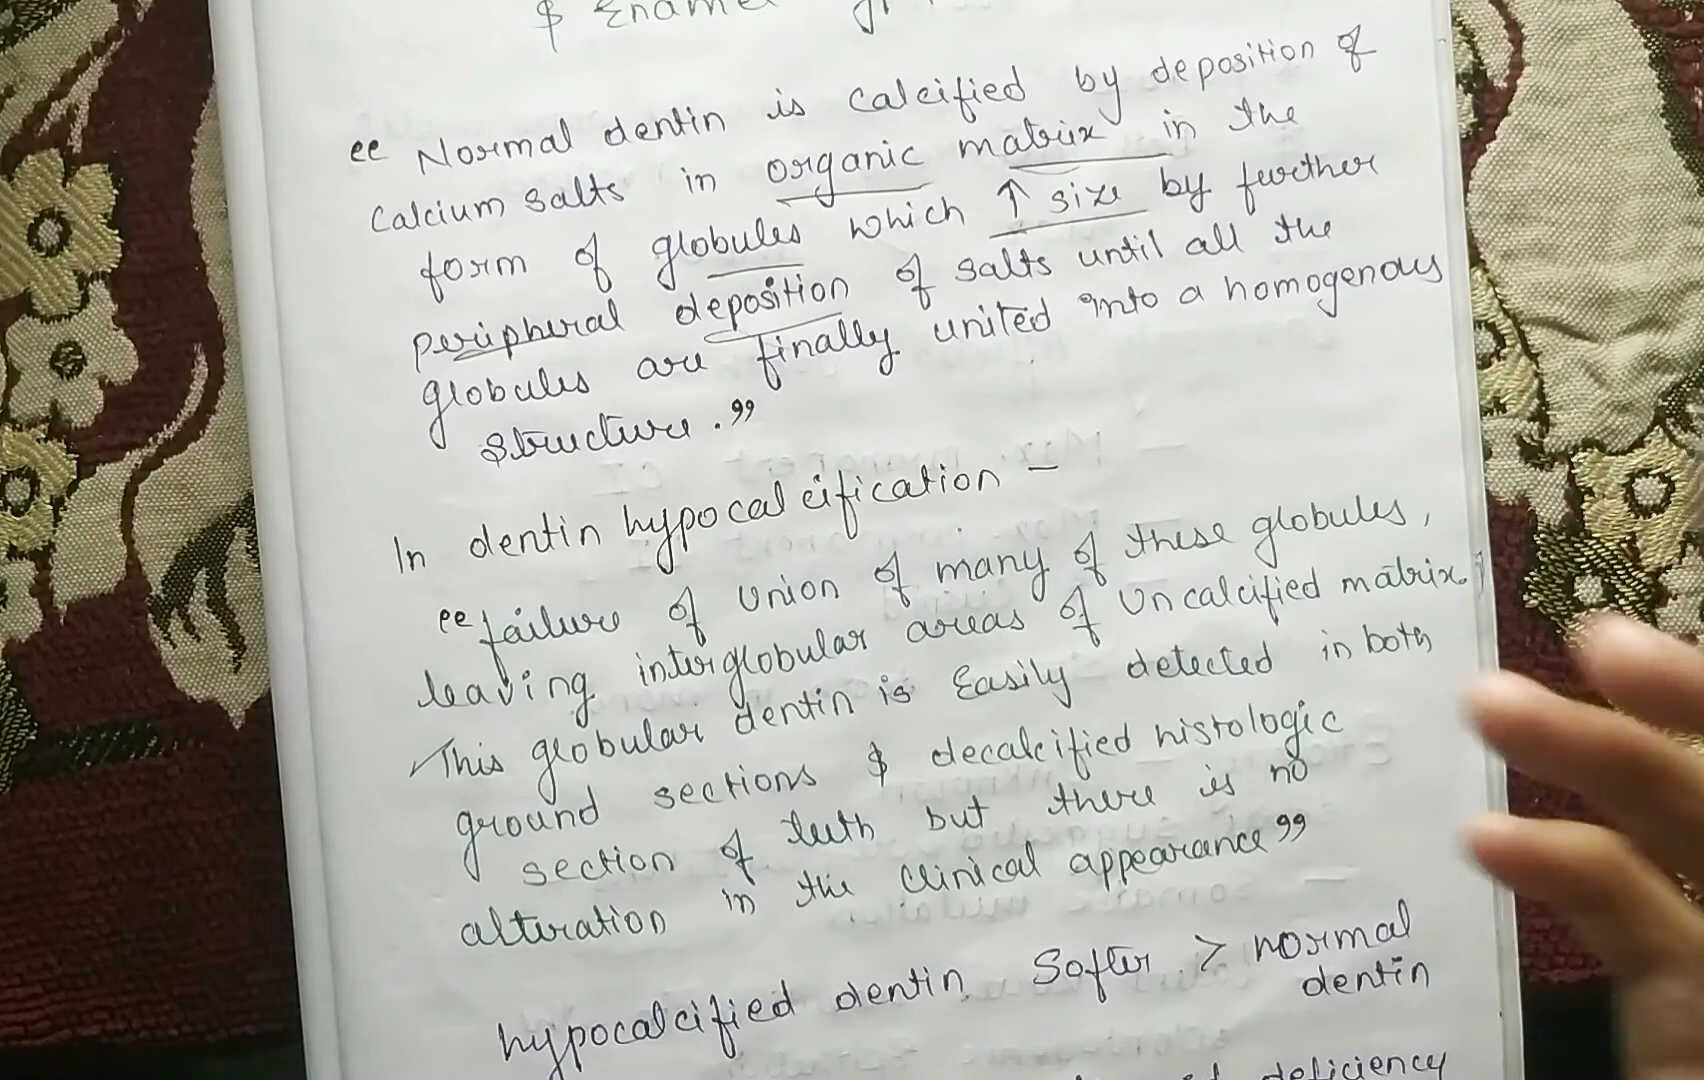 & Enamel
“ Normal dentin is calcified by deposition of
Calcium salts in organic matrix in the
form of globules which ↑ size by further
peripheral deposition of salts until all the
globules are finally united into a homogenous
structure.”
In dentin hypocalcification -
“ failure of union of many of these globules,
leaving interglobular areas of Uncalcified matrix.
This globular dentin is Easily detected in both
ground sections & decalcified histologic
section of teeth but there is no
alteration in the clinical appearance ”
hypocalcified dentin Softer > normal
dentin
deficiency